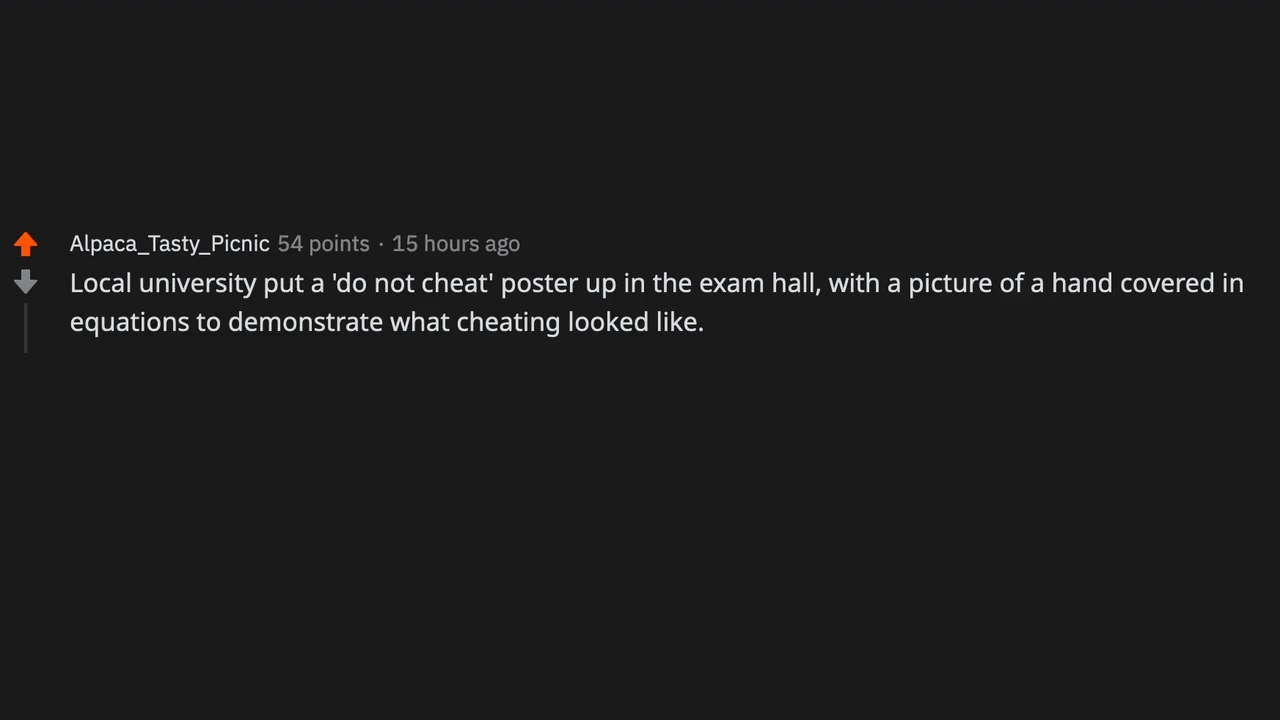 Alpaca_Tasty_Picnic 54 points · 15 hours ago
Local university put a 'do not cheat' poster up in the exam hall, with a picture of a hand covered in
equations to demonstrate what cheating looked like.